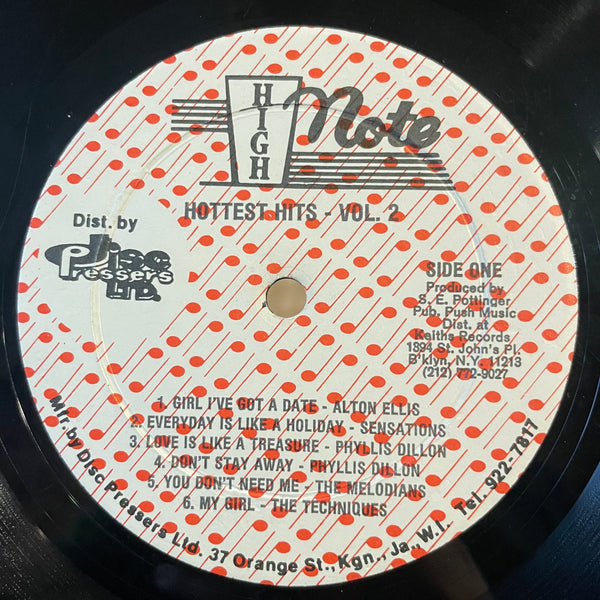 HIGH Note
HOTTEST HITS - VOL. 2
Dist. by
Disc
Pressers
LTD.
SIDE ONE
Produced by
S. E. Pottinger
Pub. Push Music
Dist. at
Keiths Records
1894 St. John's Pl.
B'klyn, N.Y. 11213
(212) 772-9027
1. GIRL I'VE GOT A DATE - ALTON ELLIS
2. EVERYDAY IS LIKE A HOLIDAY - SENSATIONS
3. LOVE IS LIKE A TREASURE - PHYLLIS DILLON
4. DON'T STAY AWAY - PHYLLIS DILLON
5. YOU DON'T NEED ME - THE MELODIANS
6. MY GIRL - THE TECHNIQUES
Mfr. by Disc Pressers Ltd. 37 Orange St., Kgn., Ja., W.I. Tel. 922-7817